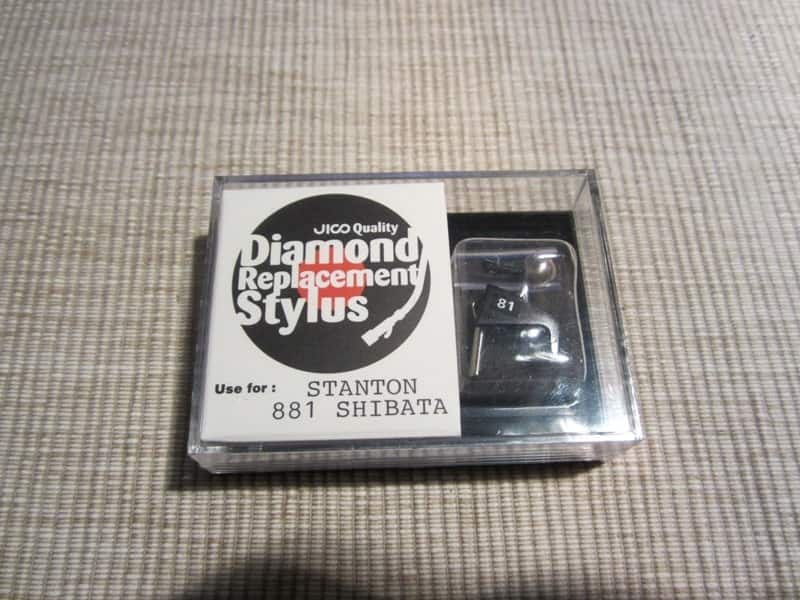 JICO Quality
Diamond
Replacement
Stylus
Use for : STANTON
881 SHIBATA
81